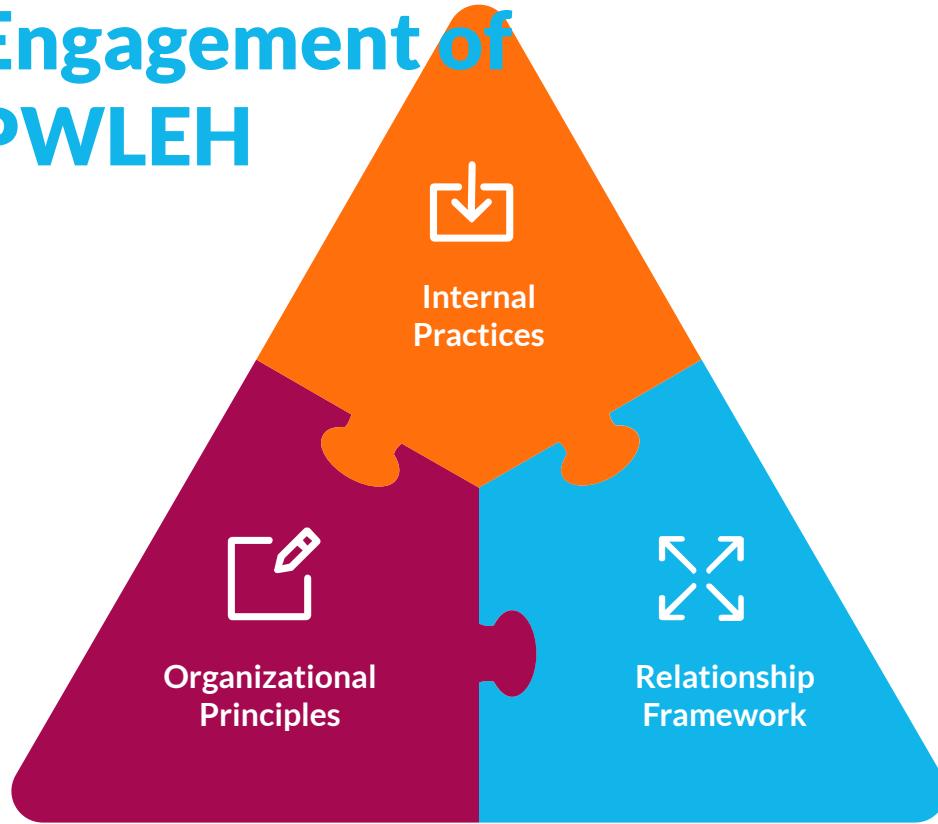 Engagement of
PWLEH
Internal
Practices
Organizational
Principles
Relationship
Framework